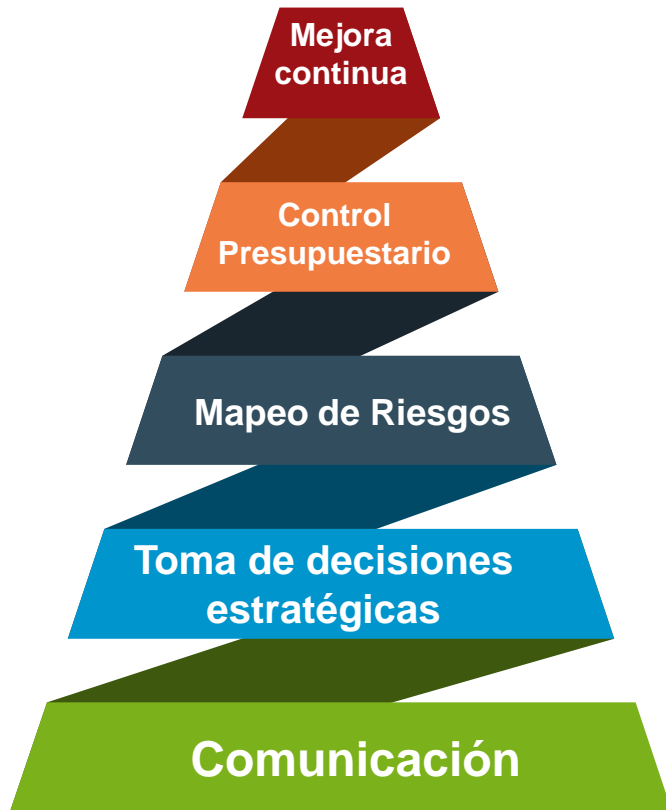 Mejora
continua
Control
Presupuestario
Mapeo de Riesgos
Toma de decisiones
estratégicas
Comunicación